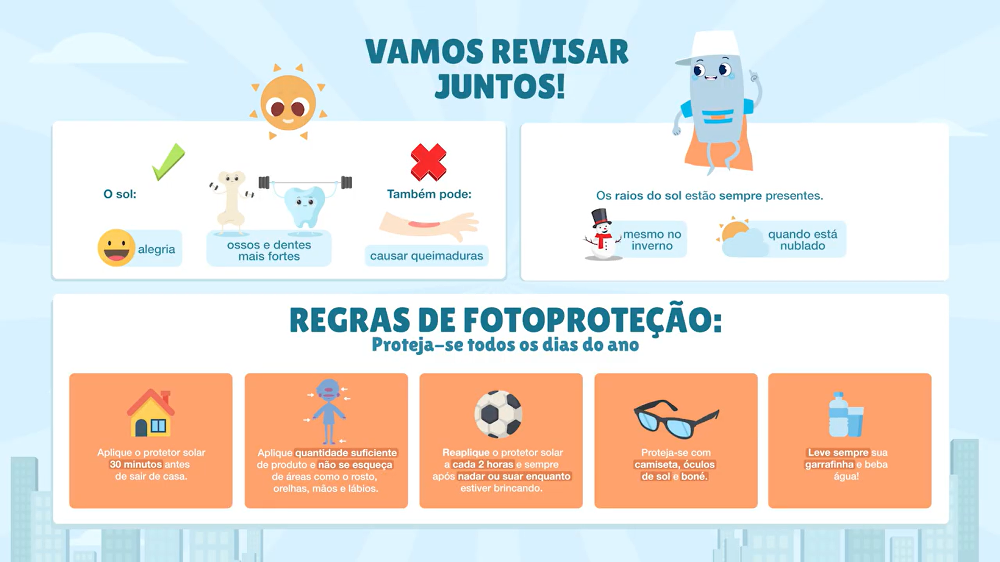 VAMOS REVISAR
JUNTOS!
O sol:
alegria
ossos e dentes
mais fortes
Também pode:
causar queimaduras
Os raios do sol estão sempre presentes.
mesmo no
inverno
quando está
nublado
REGRAS DE FOTOPROTEÇÃO:
Proteja-se todos os dias do ano
Aplique o protetor solar
30 minutos antes
de sair de casa.
Aplique quantidade suficiente
de produto e não se esqueça
de áreas como o rosto,
orelhas, mãos e lábios.
Reaplique o protetor solar
a cada 2 horas e sempre
após nadar ou suar enquanto
estiver brincando.
Proteja-se com
camiseta, óculos
de sol e boné.
Leve sempre sua
garrafinha e beba
água!